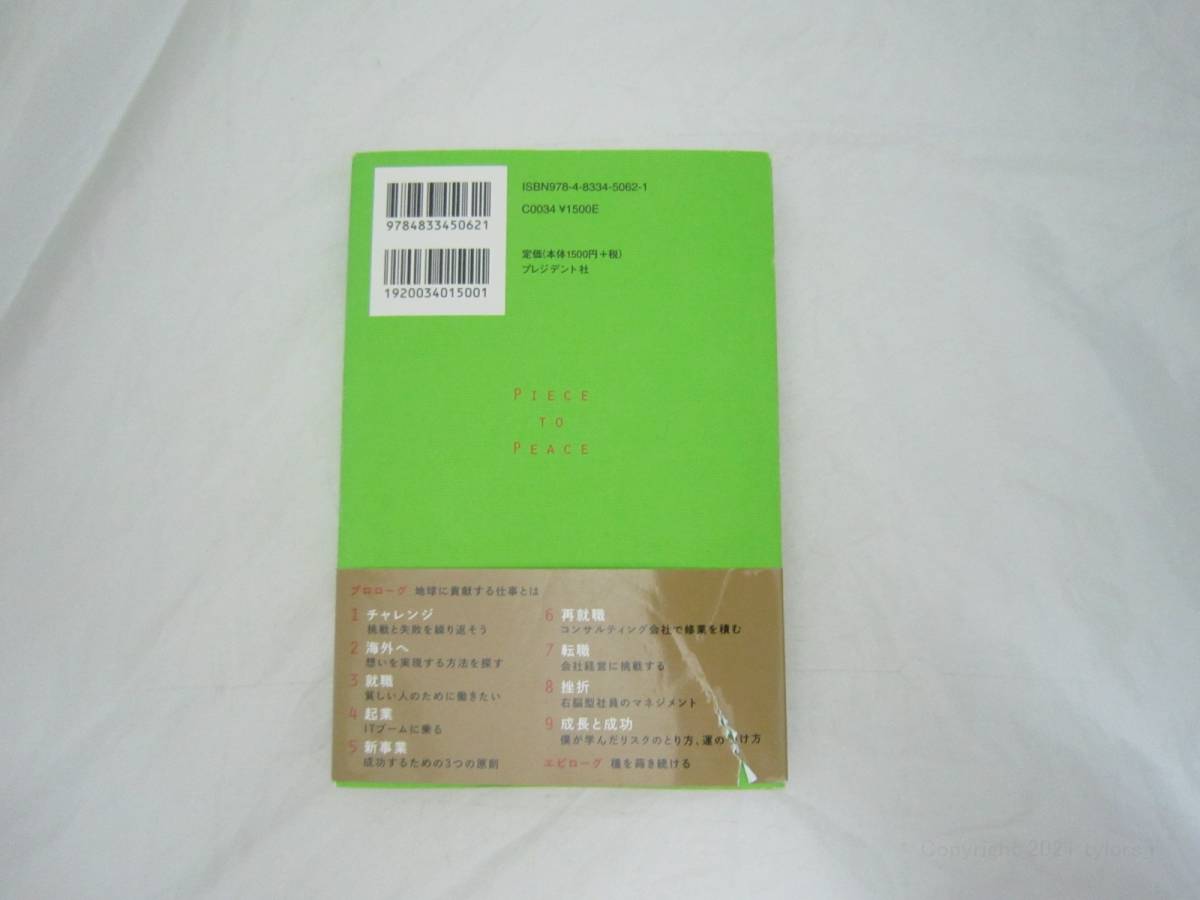 9784833450621
1920034015001
ISBN978-4-8334-5062-1
C0034 ¥1500E
定価(本体1500円+税)
プレジデント社
PIECE
TO
PEACE
プロローグ 地球に貢献する仕事とは
1 チャレンジ
挑戦と失敗を繰り返そう
2 海外へ
想いを実現する方法を探す
3 就職
貧しい人のために働きたい
4 起業
ITブームに乗る
5 新事業
成功するための3つの原則
6 再就職
コンサルティング会社で修業を積む
7 転職
会社経営に挑戦する
8 挫折
右脳型社員のマネジメント
9 成長と成功
僕が学んだリスクのとり方、運の け方
エピローグ 種を蒔き続ける
Copyright 2021